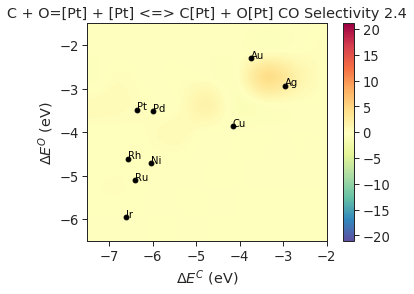 C + O=[Pt] + [Pt] <=> C[Pt] + O[Pt] CO Selectivity 2.4
−2
−3
−4
−5
−6
Au
Ag
Pt
Pd
Cu
Rh
Ni
Ru
Ir
−7
−6
−5
−4
−3
−2
ΔE^C (eV)
ΔE^O (eV)
20
15
10
5
0
−5
−10
−15
−20